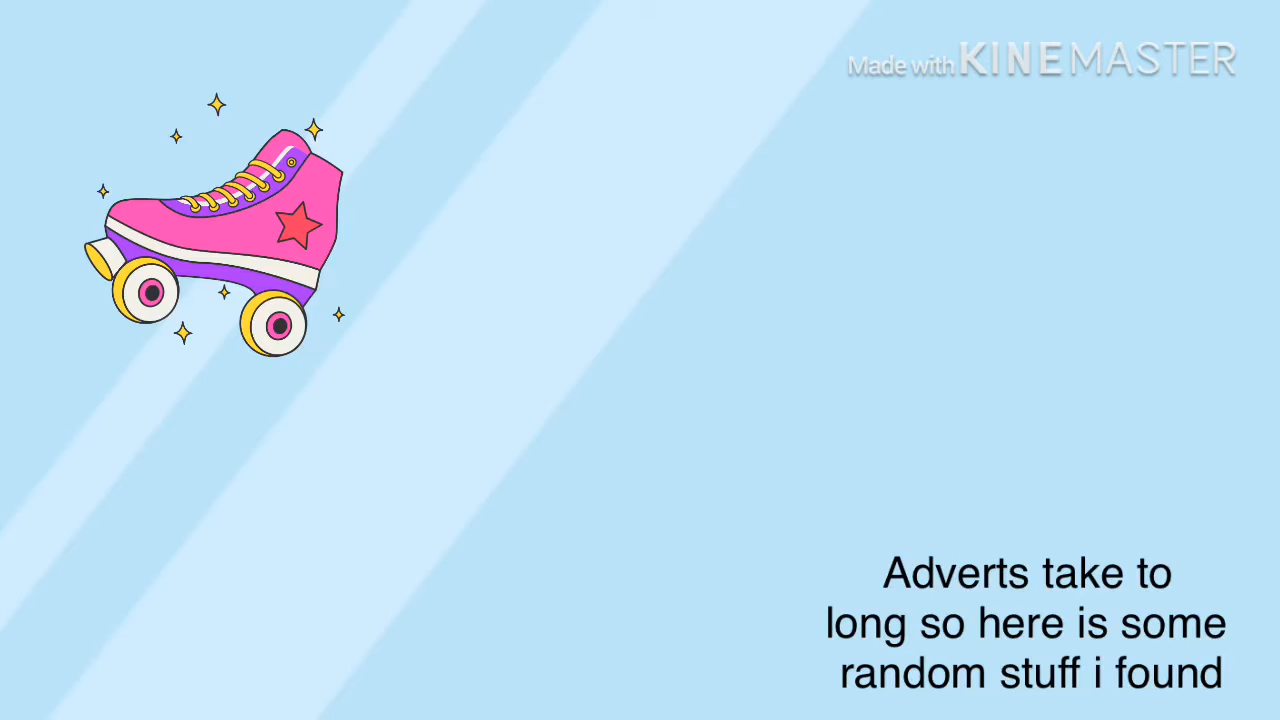 Made with KINEMASTER
Adverts take to
long so here is some
random stuff i found